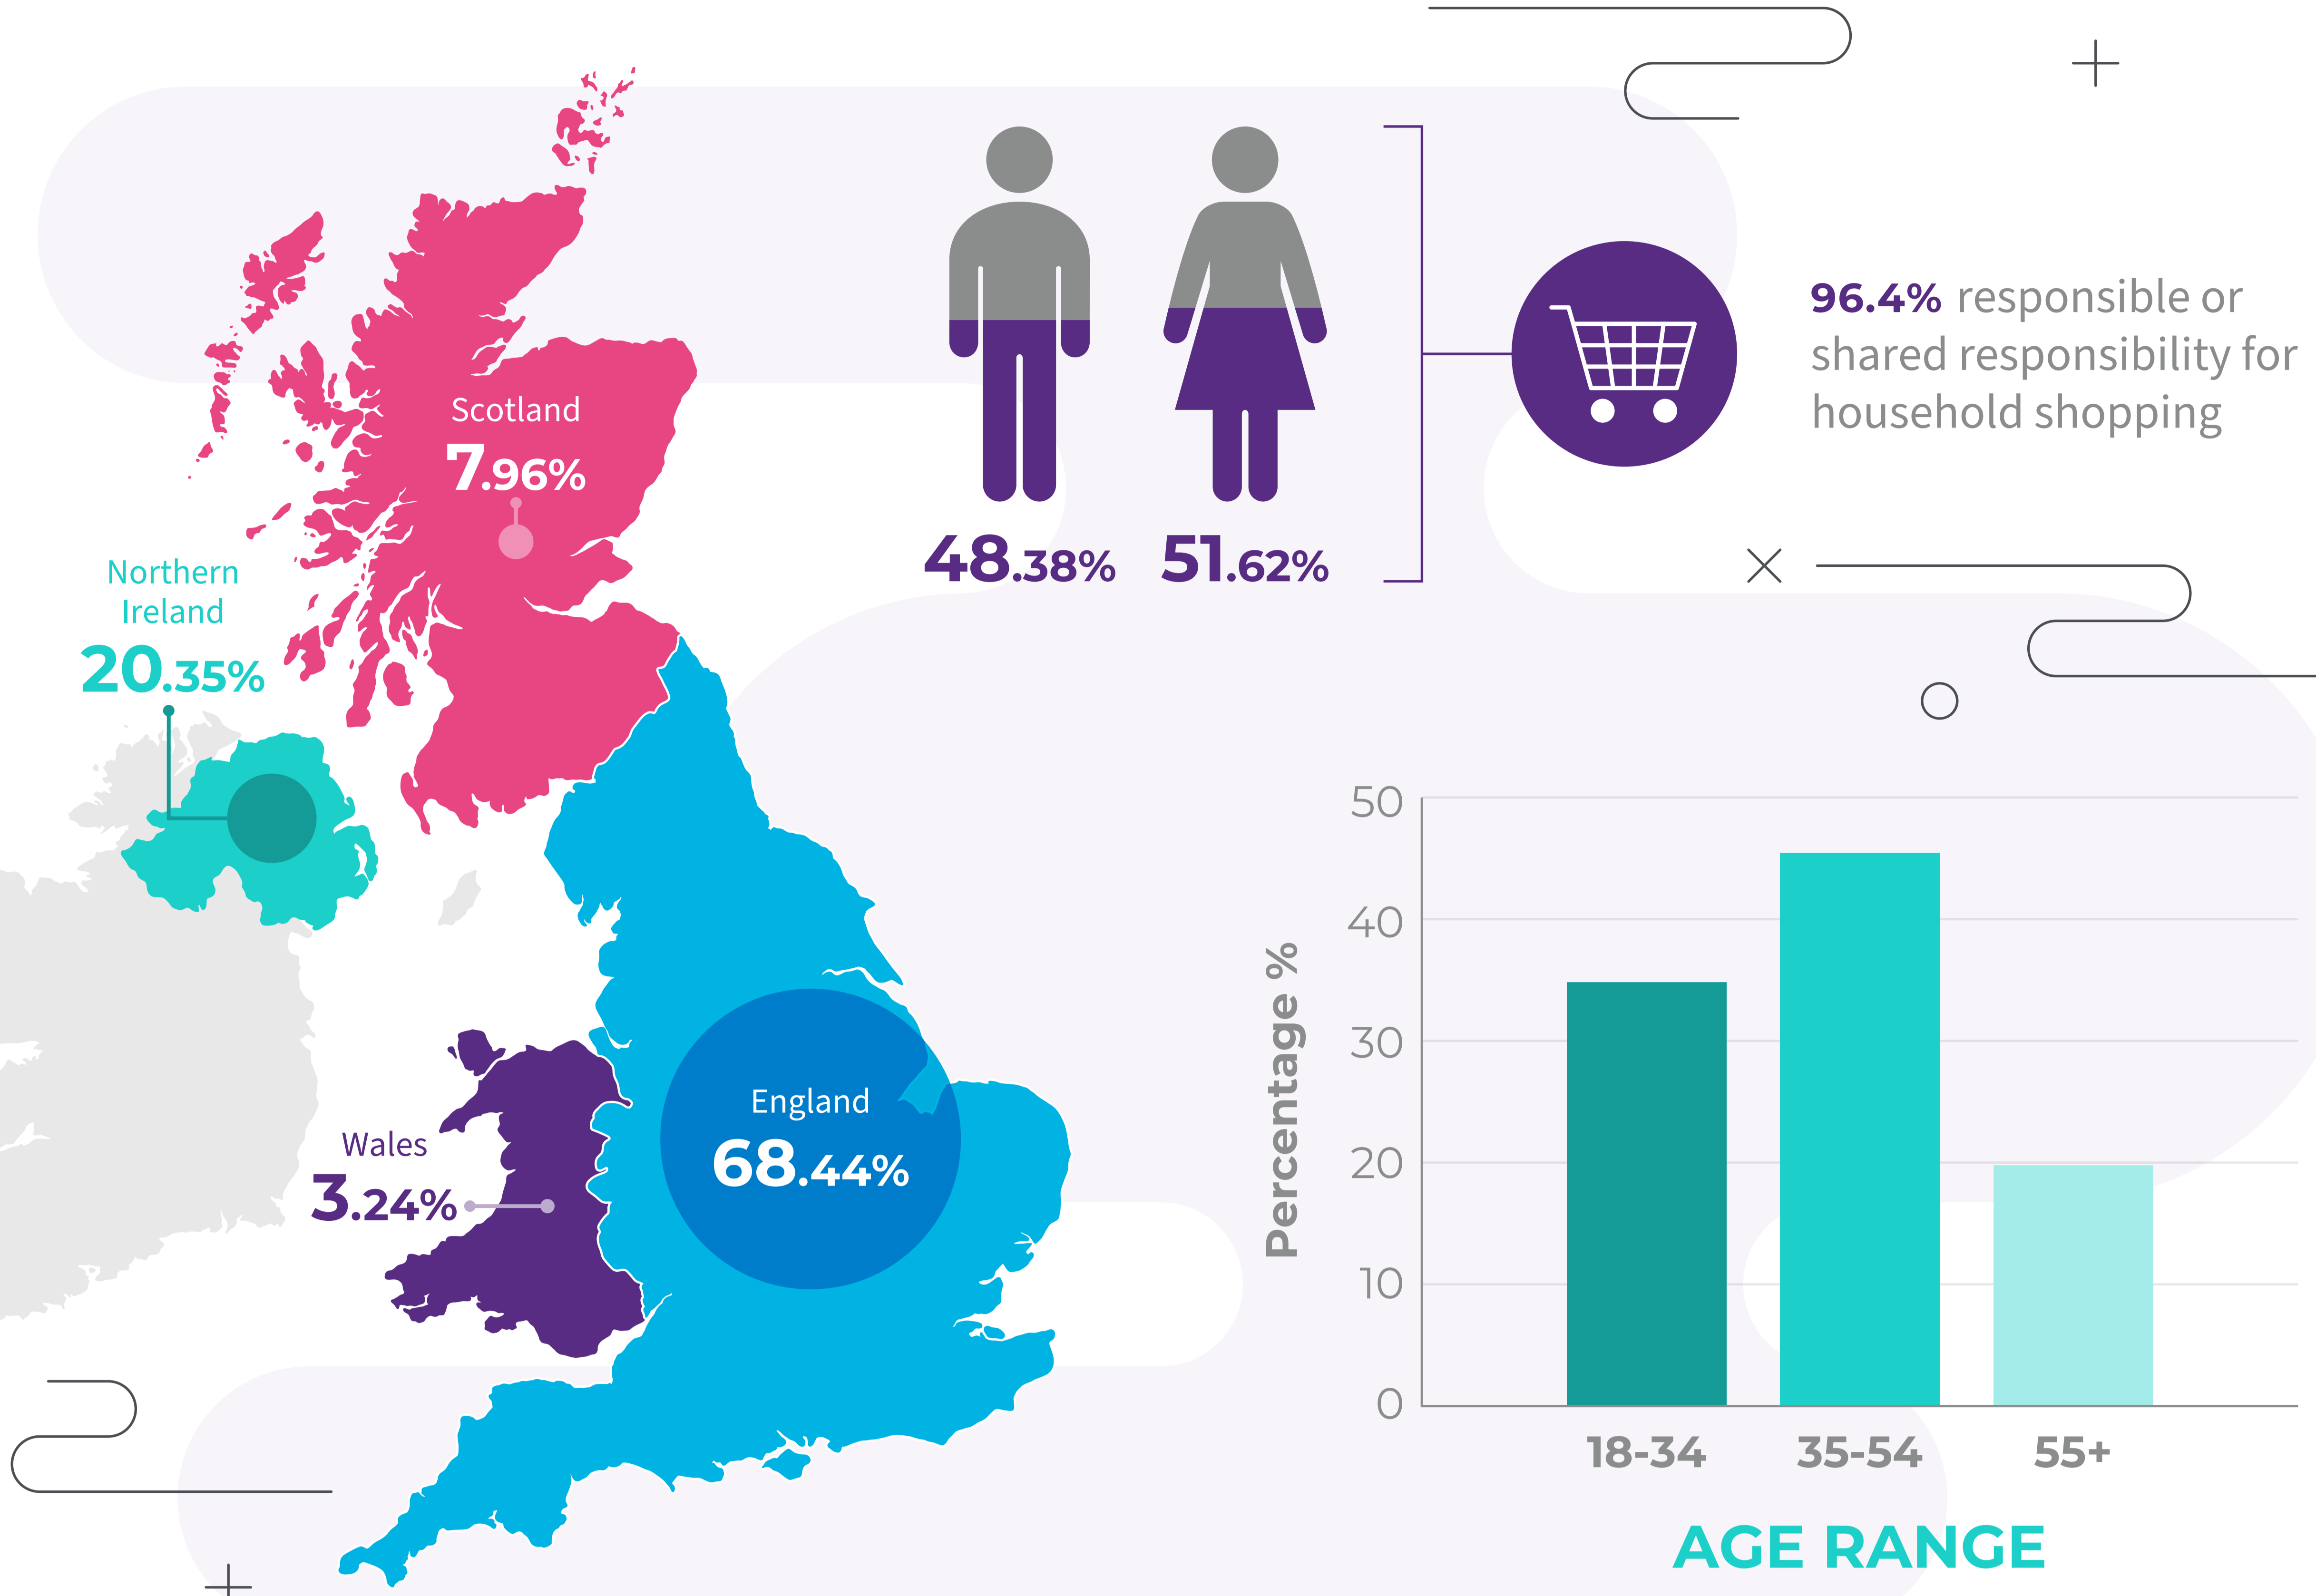 Scotland
7.96%
Northern
Ireland
20.35%
Wales
3.24%
England
68.44%
48.38%
51.62%
96.4% responsible or
shared responsibility for
household shopping
Percentage %
50
40
30
20
10
0
18-34
35-54
55+
AGE RANGE